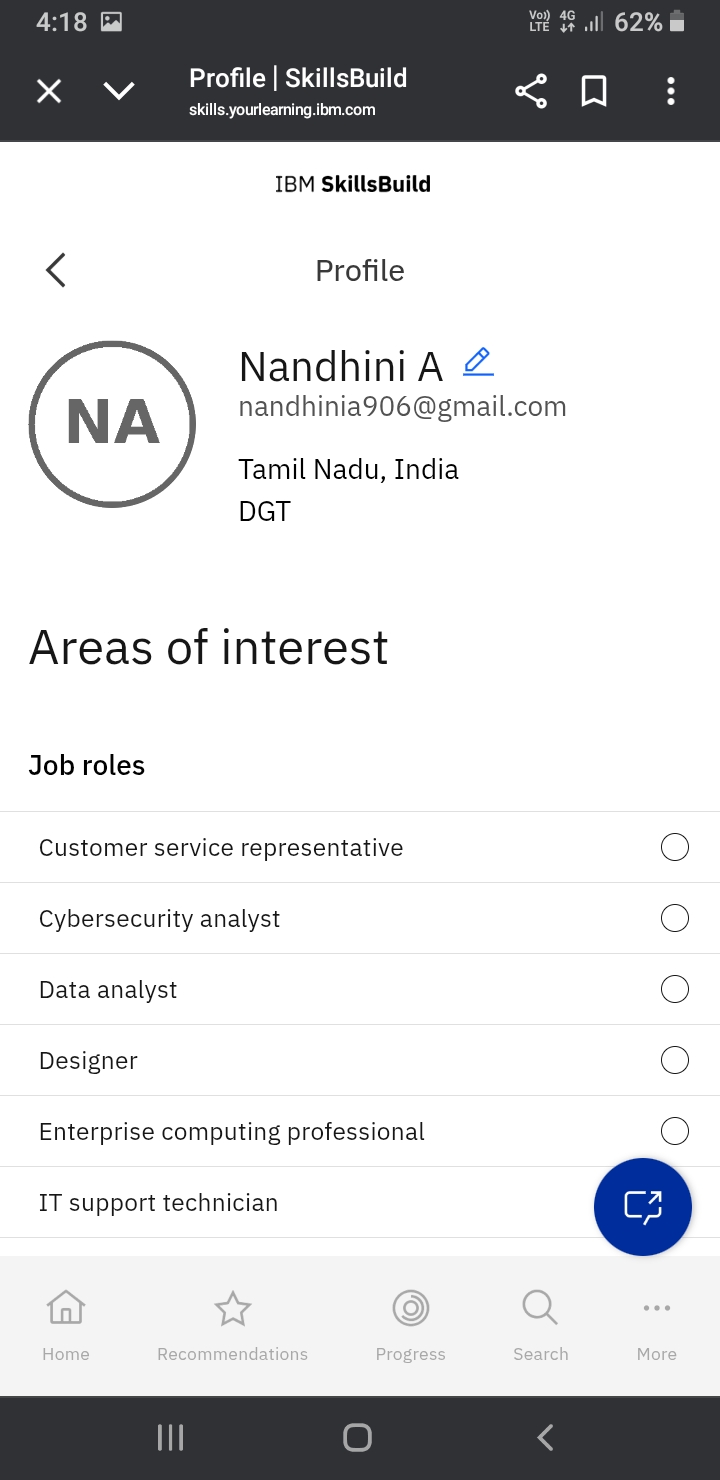 4:18 Vo)) LTE 4G 62%
Profile | SkillsBuild
skills.yourlearning.ibm.com
IBM SkillsBuild
Profile
NA
Nandhini A
nandhinia906@gmail.com
Tamil Nadu, India
DGT
Areas of interest
Job roles
Customer service representative
Cybersecurity analyst
Data analyst
Designer
Enterprise computing professional
IT support technician
Home Recommendations Progress Search More